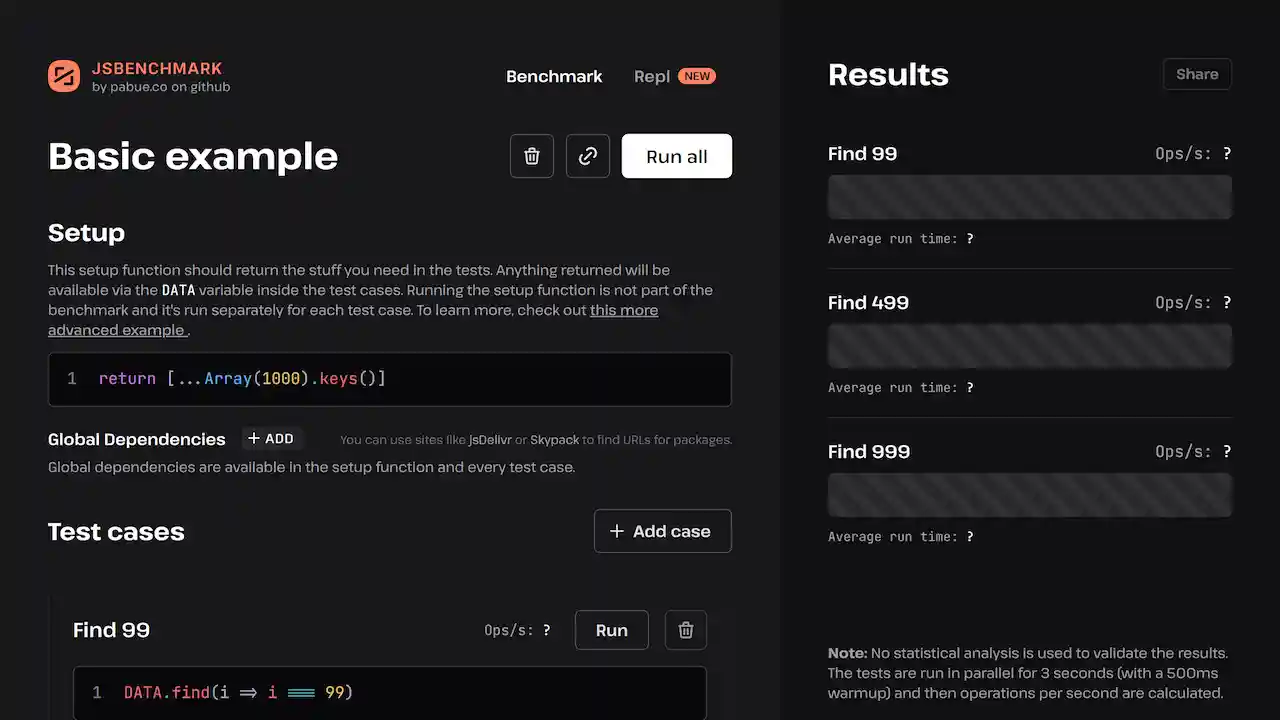 JSBENCHMARK
by pabue.co on github
Benchmark
Repl NEW
Basic example
Run all
Setup
This setup function should return the stuff you need in the tests. Anything returned will be
available via the DATA variable inside the test cases. Running the setup function is not part of the
benchmark and it's run separately for each test case. To learn more, check out this more
advanced example .
1 return [...Array(1000).keys()]
Global Dependencies + ADD You can use sites like jsDelivr or Skypack to find URLs for packages.
Global dependencies are available in the setup function and every test case.
Test cases
+ Add case
Find 99 Ops/s: ? Run
1 DATA.find(i => i === 99)
Results
Share
Find 99 Ops/s: ?
Average run time: ?
Find 499 Ops/s: ?
Average run time: ?
Find 999 Ops/s: ?
Average run time: ?
Note: No statistical analysis is used to validate the results.
The tests are run in parallel for 3 seconds (with a 500ms
warmup) and then operations per second are calculated.